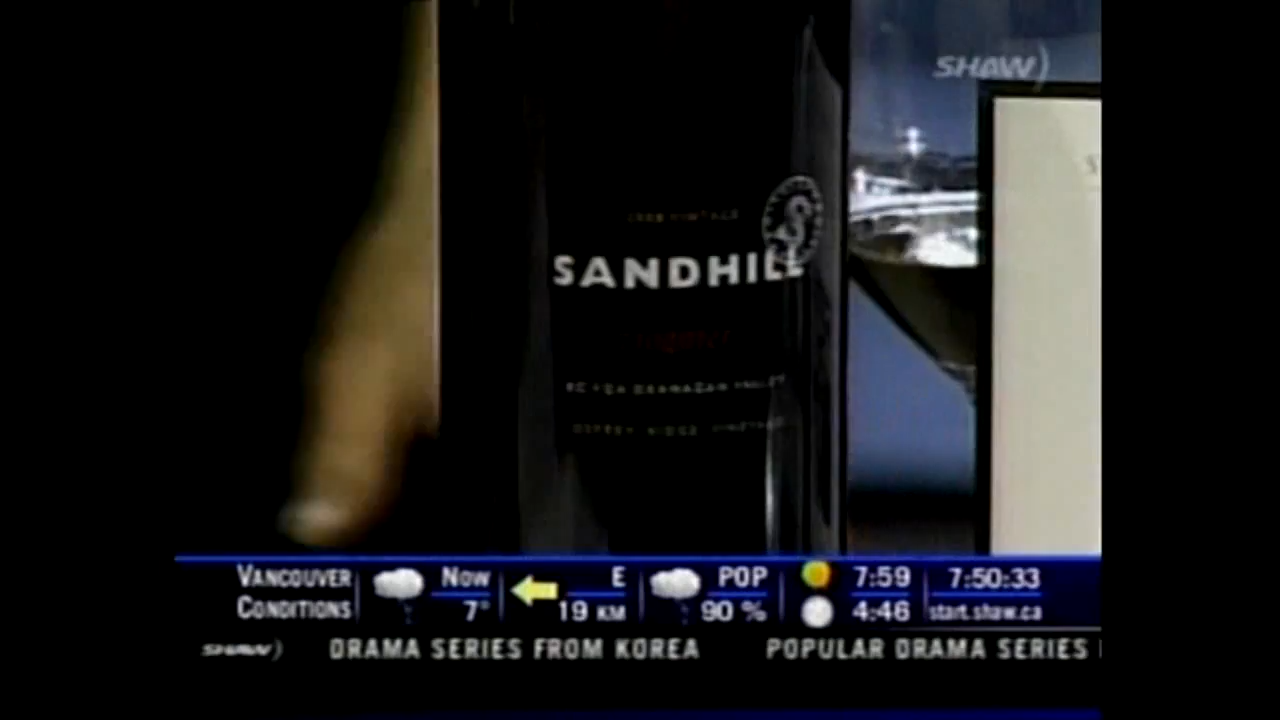 SHAW)
SANDHILL
VANCOUVER
CONDITIONS
NOW
7°
E
19 KM
POP
90 %
7:59
4:46
7:50:33
start.shaw.ca
SHAW)
DRAMA SERIES FROM KOREA
POPULAR DRAMA SERIES